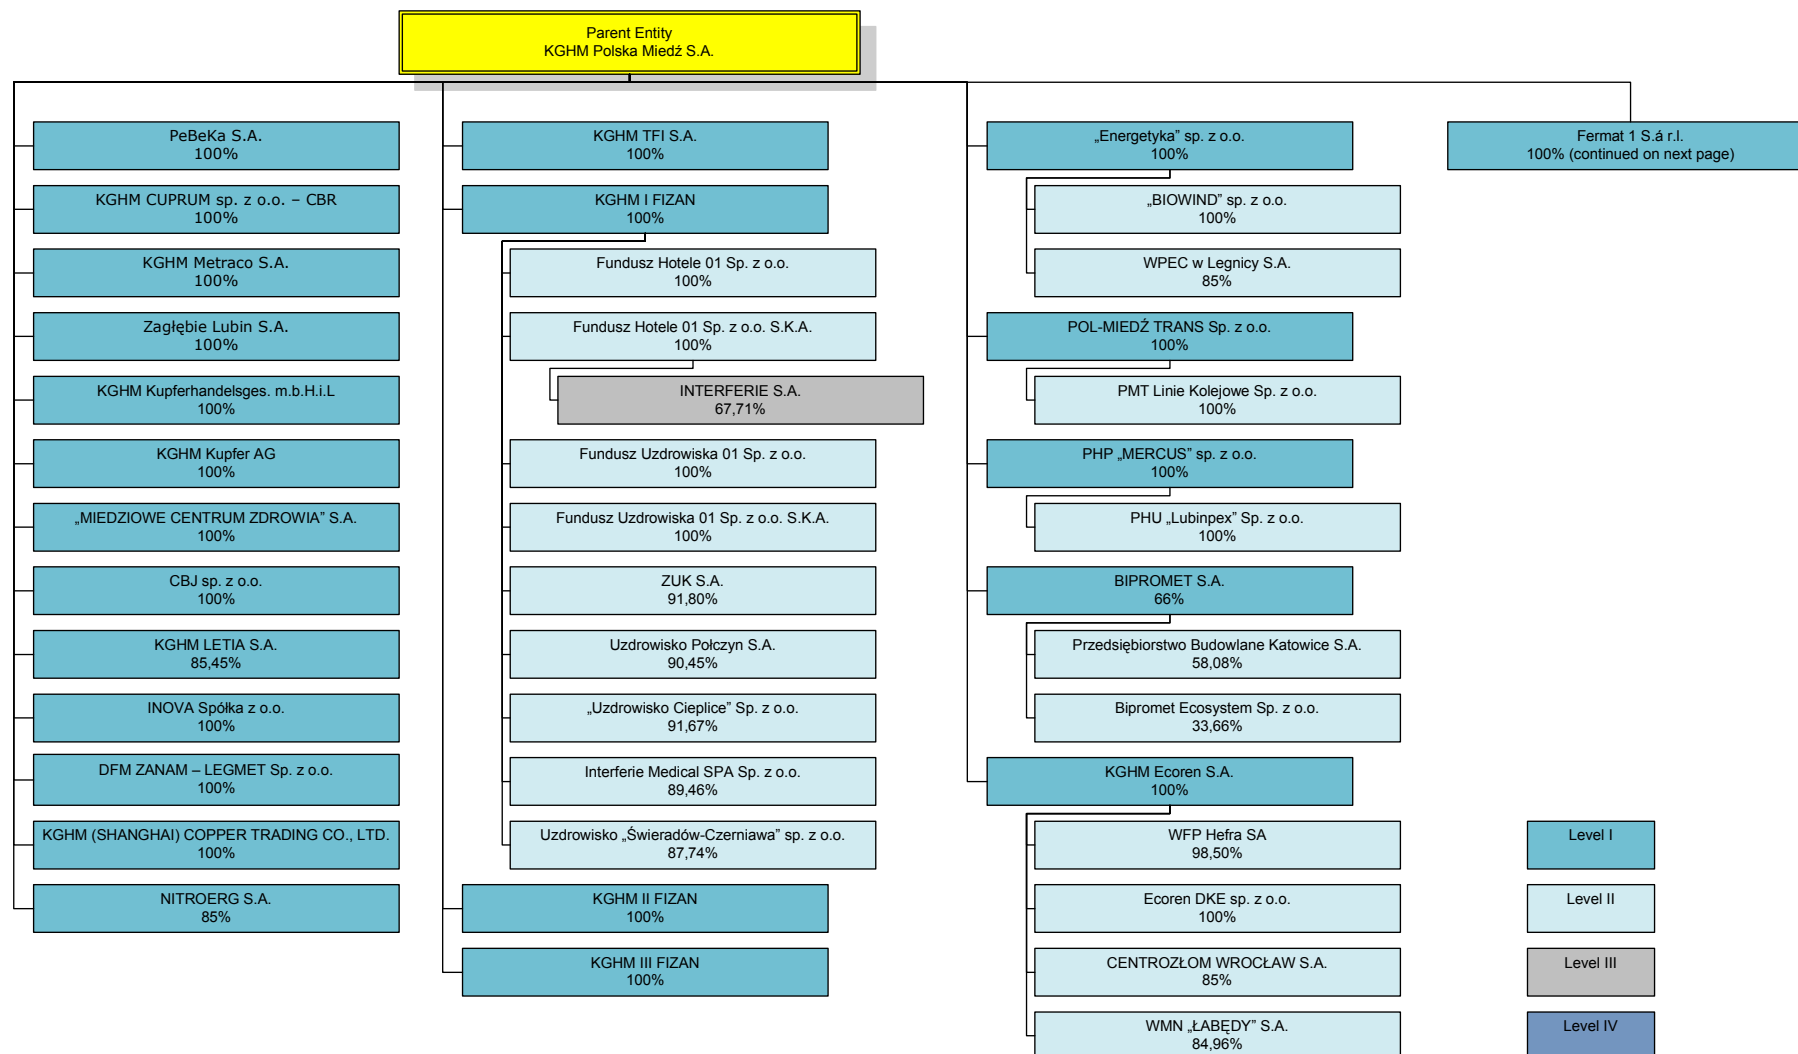 Parent Entity
KGHM Polska Miedź S.A.
PeBeKa S.A.
100%
KGHM CUPRUM sp. z o.o. – CBR
100%
KGHM Metraco S.A.
100%
Zagłębie Lubin S.A.
100%
KGHM Kupferhandelsges. m.b.H.i.L
100%
KGHM Kupfer AG
100%
„MIEDZIOWE CENTRUM ZDROWIA” S.A.
100%
CBJ sp. z o.o.
100%
KGHM LETIA S.A.
85,45%
INOVA Spółka z o.o.
100%
DFM ZANAM – LEGMET Sp. z o.o.
100%
KGHM (SHANGHAI) COPPER TRADING CO., LTD.
100%
NITROERG S.A.
85%
KGHM TFI S.A.
100%
KGHM I FIZAN
100%
Fundusz Hotele 01 Sp. z o.o.
100%
Fundusz Hotele 01 Sp. z o.o. S.K.A.
100%
INTERFERIE S.A.
67,71%
Fundusz Uzdrowiska 01 Sp. z o.o.
100%
Fundusz Uzdrowiska 01 Sp. z o.o. S.K.A.
100%
ZUK S.A.
91,80%
Uzdrowisko Połczyn S.A.
90,45%
„Uzdrowisko Cieplice” Sp. z o.o.
91,67%
Interferie Medical SPA Sp. z o.o.
89,46%
Uzdrowisko „Świeradów-Czerniawa” sp. z o.o.
87,74%
KGHM II FIZAN
100%
KGHM III FIZAN
100%
„Energetyka” sp. z o.o.
100%
„BIOWIND” sp. z o.o.
100%
WPEC w Legnicy S.A.
85%
POL-MIEDŹ TRANS Sp. z o.o.
100%
PMT Linie Kolejowe Sp. z o.o.
100%
PHP „MERCUS” sp. z o.o.
100%
PHU „Lubinpex” Sp. z o.o.
100%
BIPROMET S.A.
66%
Przedsiębiorstwo Budowlane Katowice S.A.
58,08%
Bipromet Ecosystem Sp. z o.o.
33,66%
KGHM Ecoren S.A.
100%
WFP Hefra SA
98,50%
Ecoren DKE sp. z o.o.
100%
CENTROZŁOM WROCŁAW S.A.
85%
WMN „ŁABĘDY” S.A.
84,96%
Fermat 1 S.á r.l.
100% (continued on next page)
Level I
Level II
Level III
Level IV